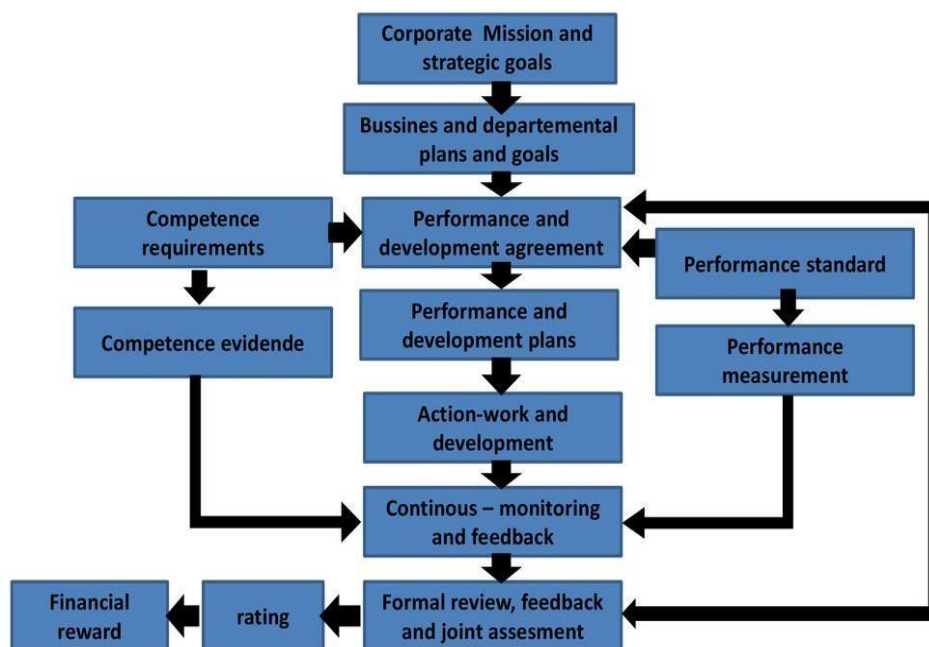 Corporate Mission and
strategic goals
Bussines and departemental
plans and goals
Competence
requirements
Performance and
development agreement
Performance standard
Competence evidende
Performance and
development plans
Performance
measurement
Action-work and
development
Continous – monitoring
and feedback
Financial
reward
rating
Formal review, feedback
and joint assesment